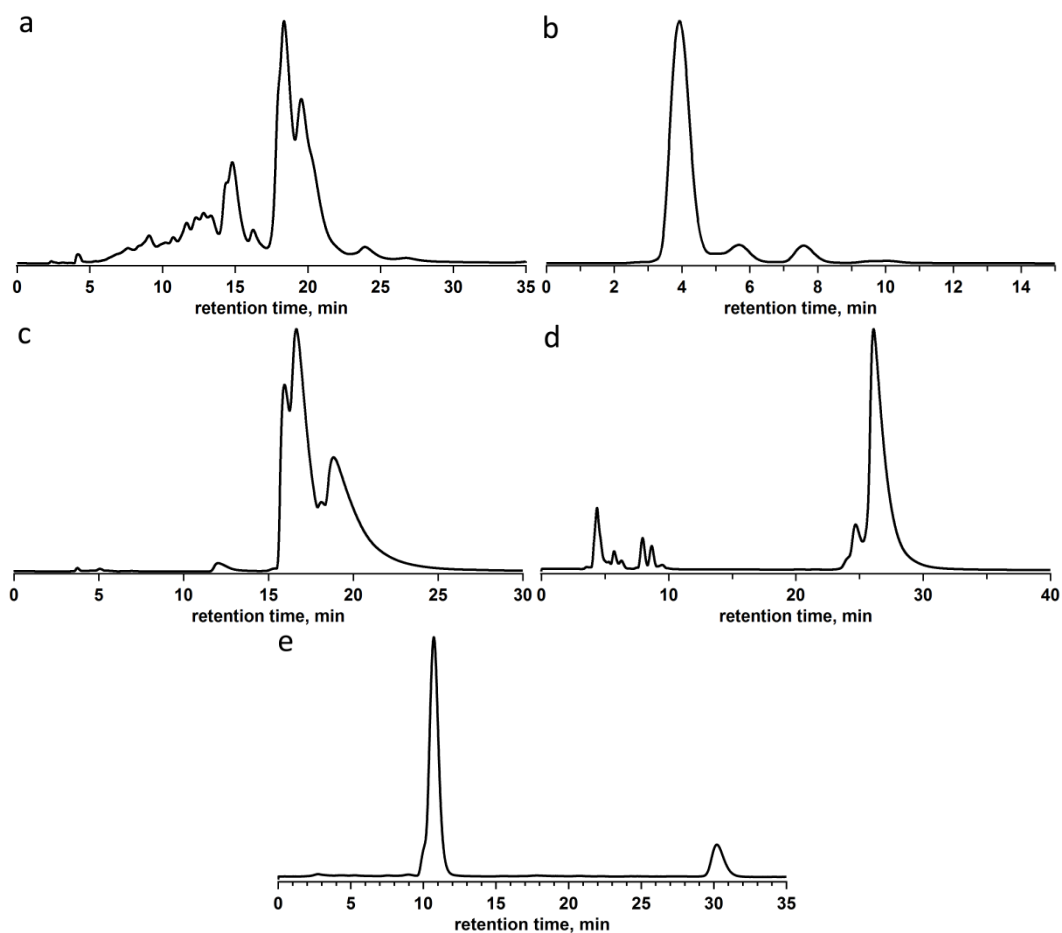 a
0 5 10 15 20 25 30 35
retention time, min
b
2 4 6 8 10 12 14
retention time, min
c
0 5 10 15 20 25 30
retention time, min
d
0 10 20 30 40
retention time, min
e
0 5 10 15 20 25 30 35
retention time, min